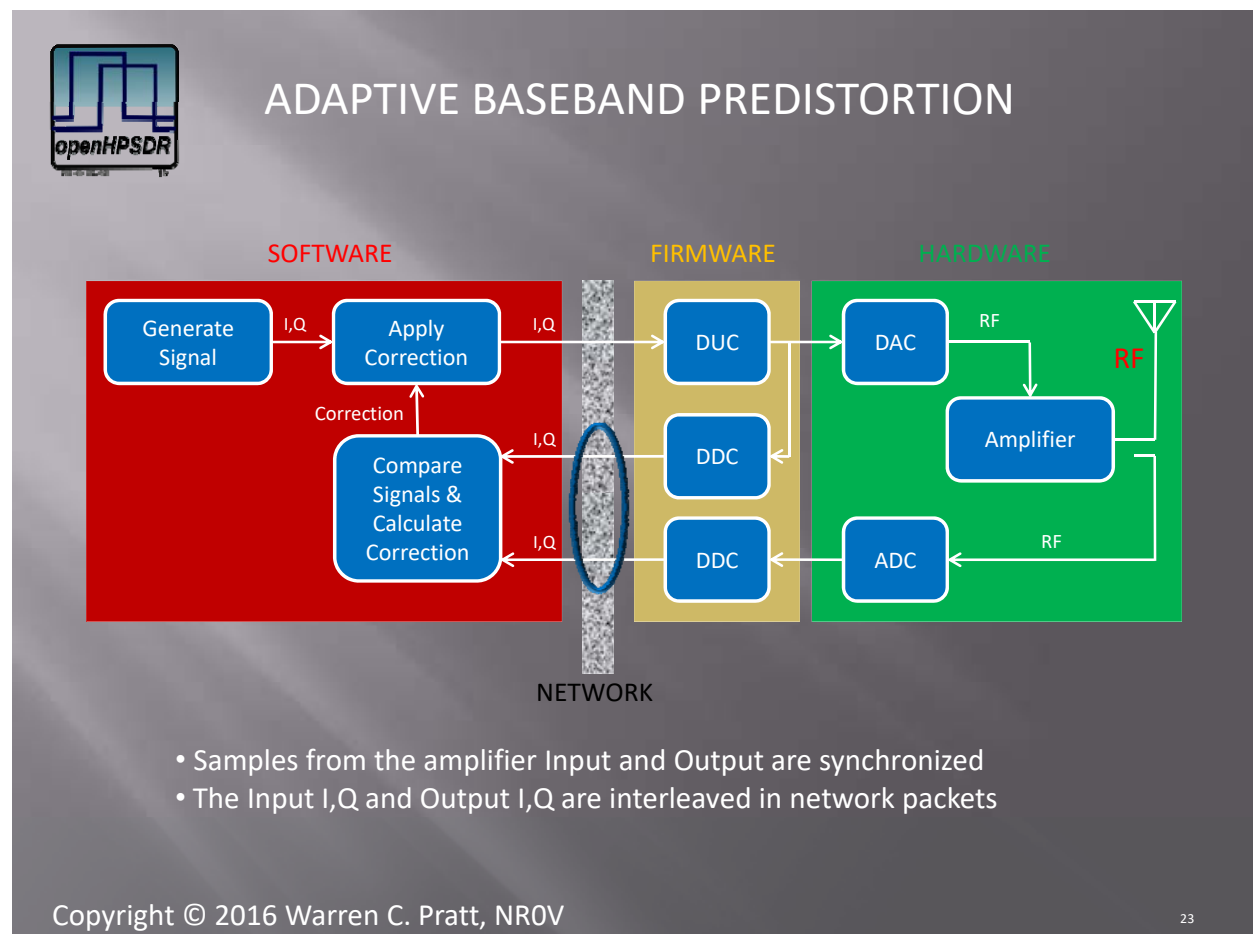 openHPSDR
ADAPTIVE BASEBAND PREDISTORTION
SOFTWARE
FIRMWARE
HARDWARE
Generate
Signal
I,Q
Apply
Correction
I,Q
DUC
DAC
RF
RF
Correction
Amplifier
Compare
Signals &
Calculate
Correction
I,Q
DDC
I,Q
DDC
ADC
RF
NETWORK
• Samples from the amplifier Input and Output are synchronized
• The Input I,Q and Output I,Q are interleaved in network packets
Copyright © 2016 Warren C. Pratt, NR0V
23